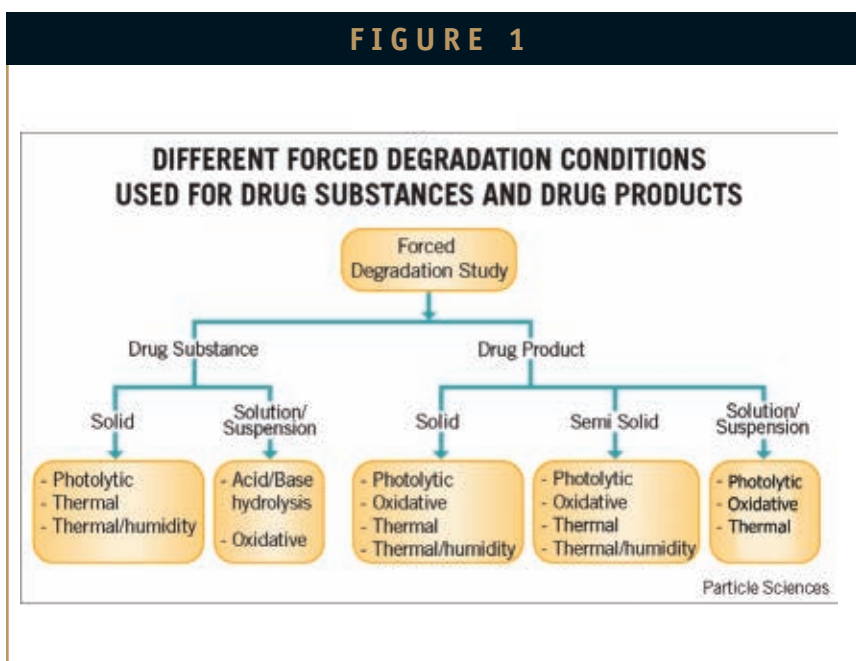 FIGURE 1
DIFFERENT FORCED DEGRADATION CONDITIONS
USED FOR DRUG SUBSTANCES AND DRUG PRODUCTS
Forced
Degradation Study
Drug Substance
Drug Product
Solid
Solution/
Suspension
Solid
Semi Solid
Solution/
Suspension
- Photolytic
- Thermal
- Thermal/humidity
- Acid/Base
hydrolysis
- Oxidative
- Photolytic
- Oxidative
- Thermal
- Thermal/humidity
- Photolytic
- Oxidative
- Thermal
- Thermal/humidity
- Photolytic
- Oxidative
- Thermal
Particle Sciences